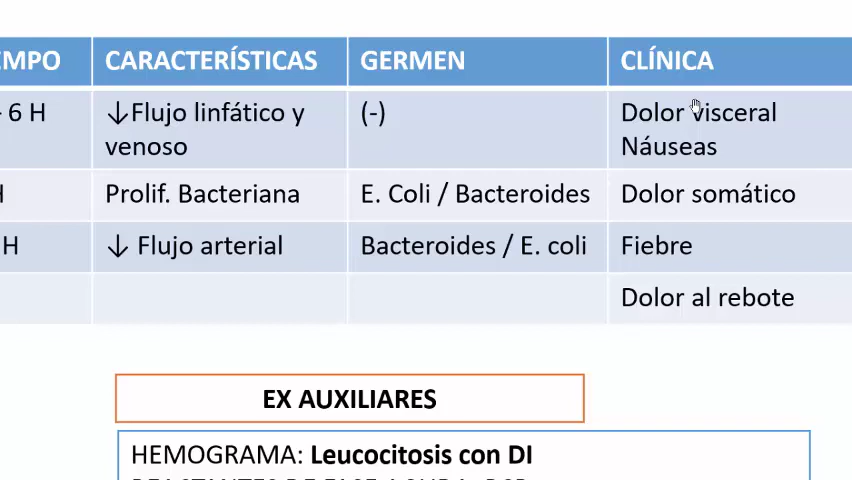 EMPO CARACTERÍSTICAS GERMEN CLÍNICA
- 6 H ↓Flujo linfático y (-) Dolor visceral
venoso Náuseas
H Prolif. Bacteriana E. Coli / Bacteroides Dolor somático
H ↓ Flujo arterial Bacteroides / E. coli Fiebre
Dolor al rebote
EX AUXILIARES
HEMOGRAMA: Leucocitosis con DI